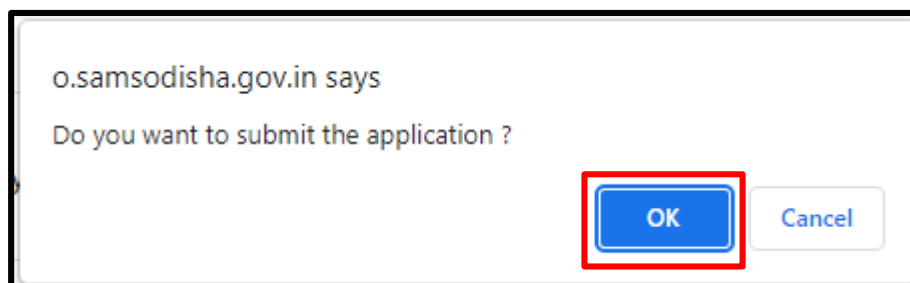 o.samsodisha.gov.in says
Do you want to submit the application ?
OK Cancel